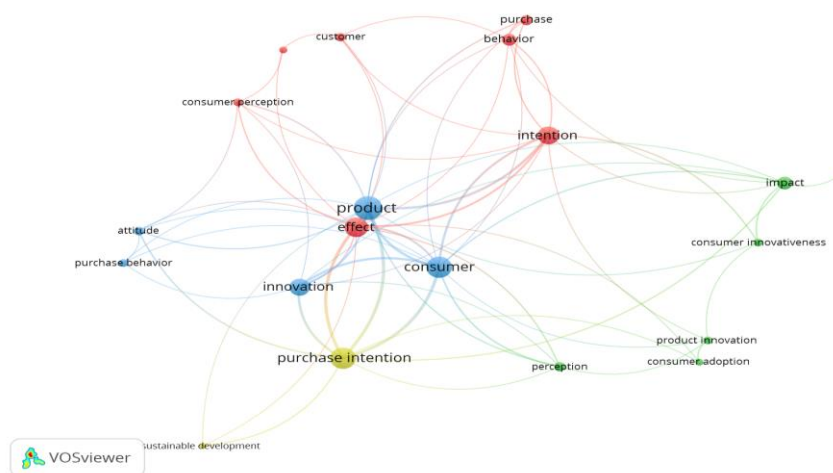 purchase
customer
behavior
consumer perception
intention
impact
product
effect
attitude
consumer innovativeness
purchase behavior
consumer
innovation
product innovation
purchase intention
consumer adoption
perception
sustainable development
VOSviewer